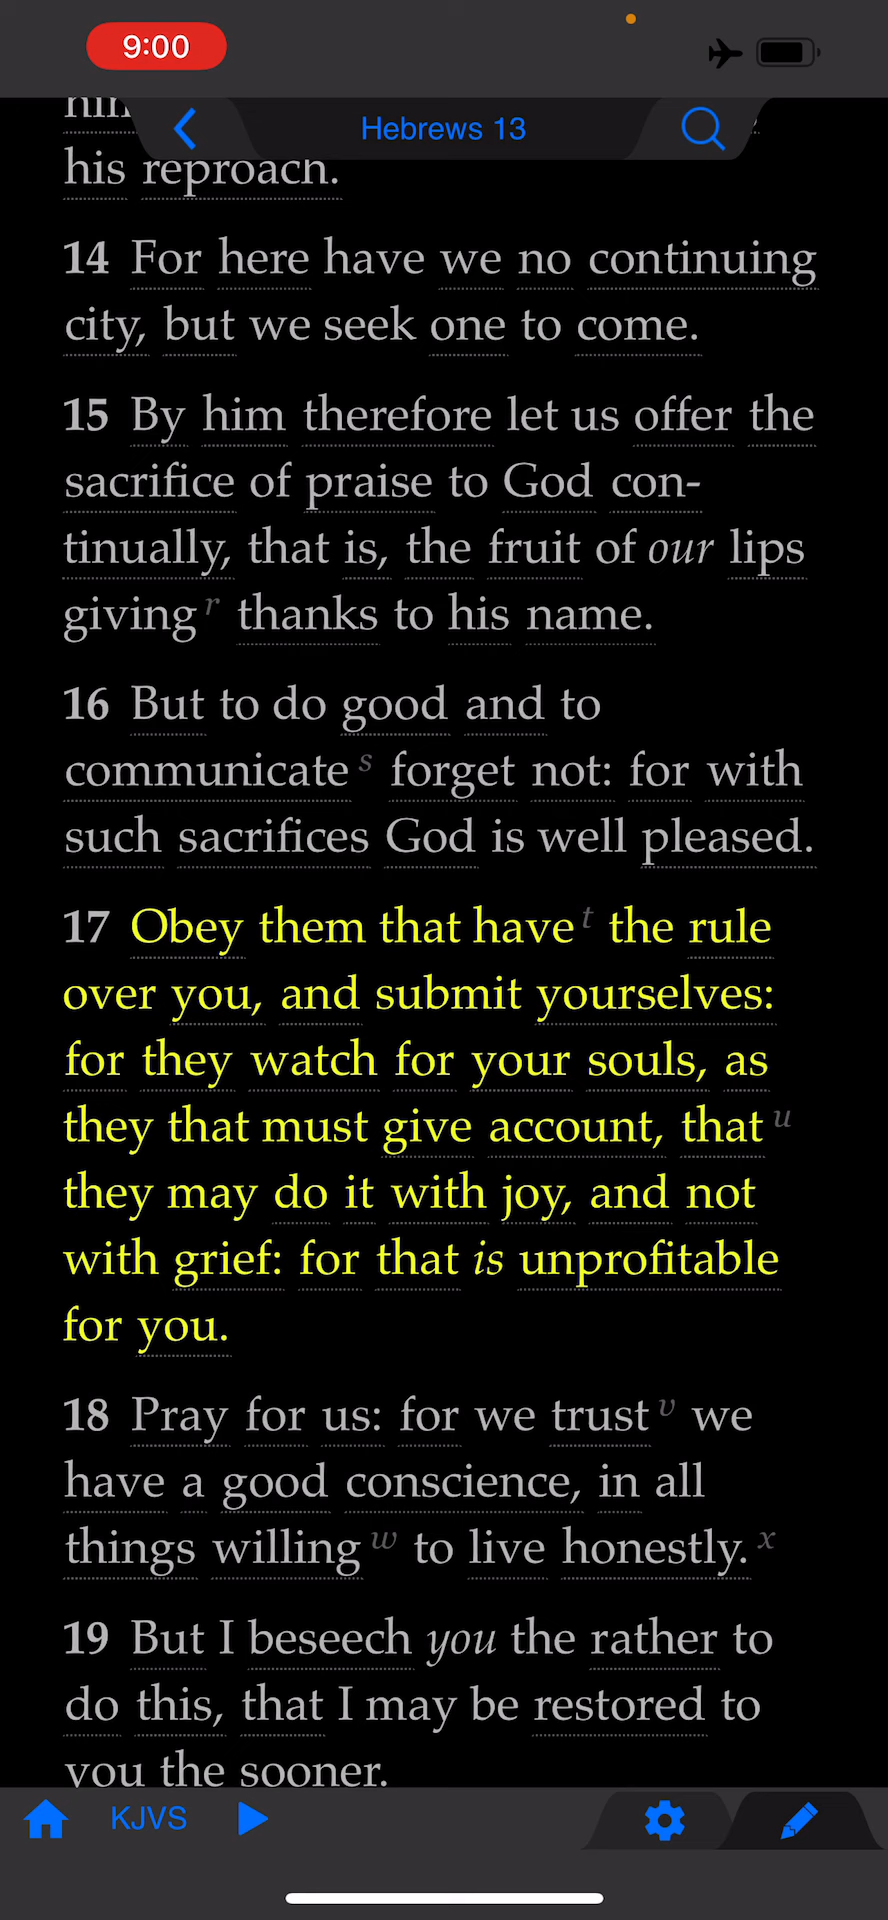 9:00
Hebrews 13
his reproach.
14 For here have we no continuing
city, but we seek one to come.
15 By him therefore let us offer the
sacrifice of praise to God con-
tinually, that is, the fruit of our lips
giving r thanks to his name.
16 But to do good and to
communicate s forget not: for with
such sacrifices God is well pleased.
17 Obey them that have t the rule
over you, and submit yourselves:
for they watch for your souls, as
they that must give account, that u
they may do it with joy, and not
with grief: for that is unprofitable
for you.
18 Pray for us: for we trust v we
have a good conscience, in all
things willing w to live honestly. x
19 But I beseech you the rather to
do this, that I may be restored to
you the sooner.
KJVS